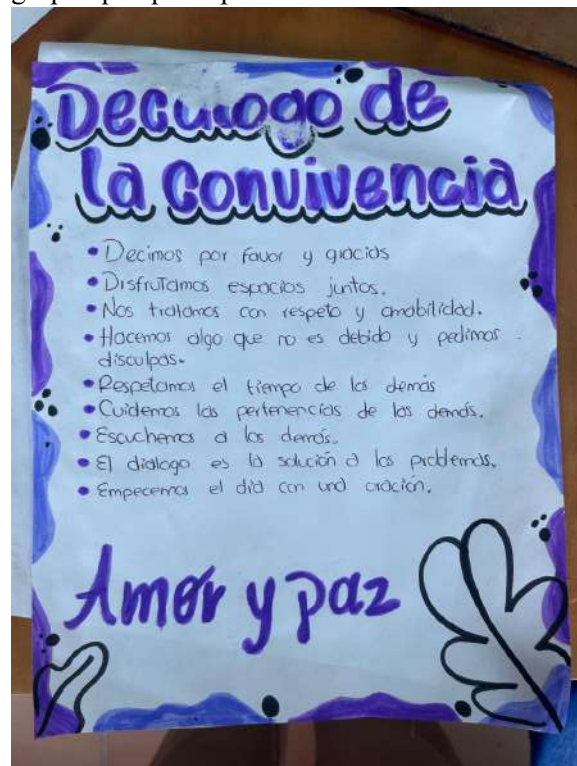 Decálogo de
la convivencia
• Decimos por favor y gracias
• Disfrutamos espacios juntos.
• Nos tratamos con respeto y amabilidad.
• Hacemos algo que no es debido y pedimos
disculpas.
• Respetamos el tiempo de los demás
• Cuidemos las pertenencias de los demás.
• Escuchemos a los demás.
• El dialogo es la solución a los problemas.
• Empecemos el día con una oración.
Amor y paz